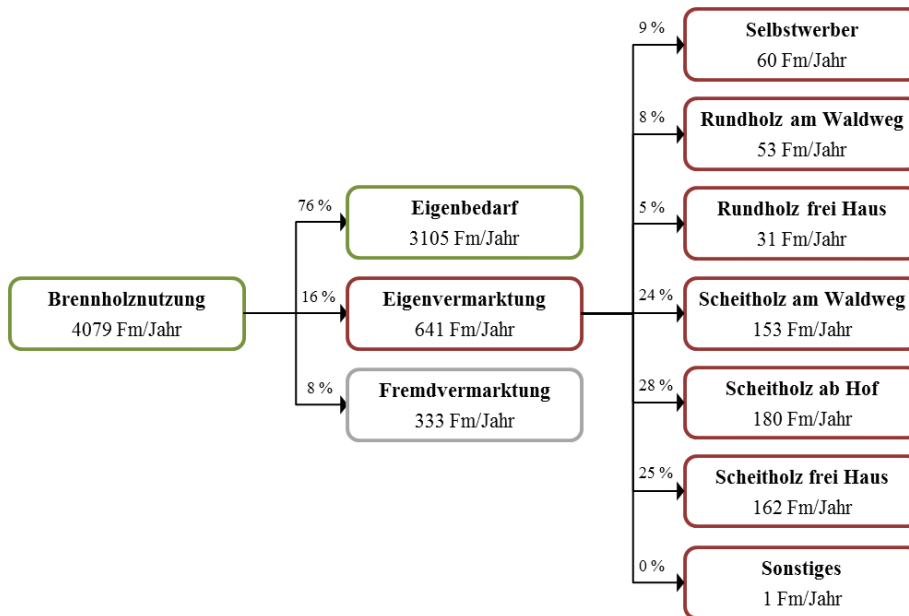 Brennholznutzung
4079 Fm/Jahr
76 %
Eigenbedarf
3105 Fm/Jahr
16 %
Eigenvermarktung
641 Fm/Jahr
8 %
Fremdvermarktung
333 Fm/Jahr
9 %
Selbstwerber
60 Fm/Jahr
8 %
Rundholz am Waldweg
53 Fm/Jahr
5 %
Rundholz frei Haus
31 Fm/Jahr
24 %
Scheitholz am Waldweg
153 Fm/Jahr
28 %
Scheitholz ab Hof
180 Fm/Jahr
25 %
Scheitholz frei Haus
162 Fm/Jahr
0 %
Sonstiges
1 Fm/Jahr